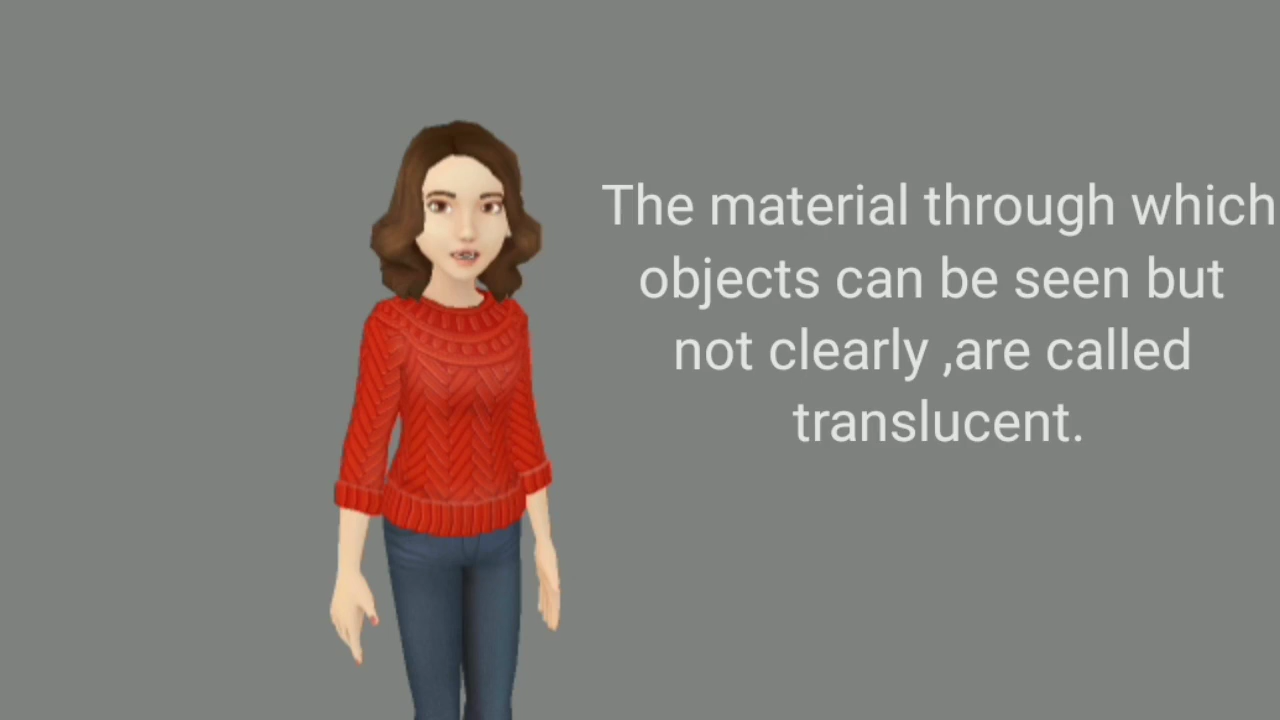 The material through which
objects can be seen but
not clearly ,are called
translucent.